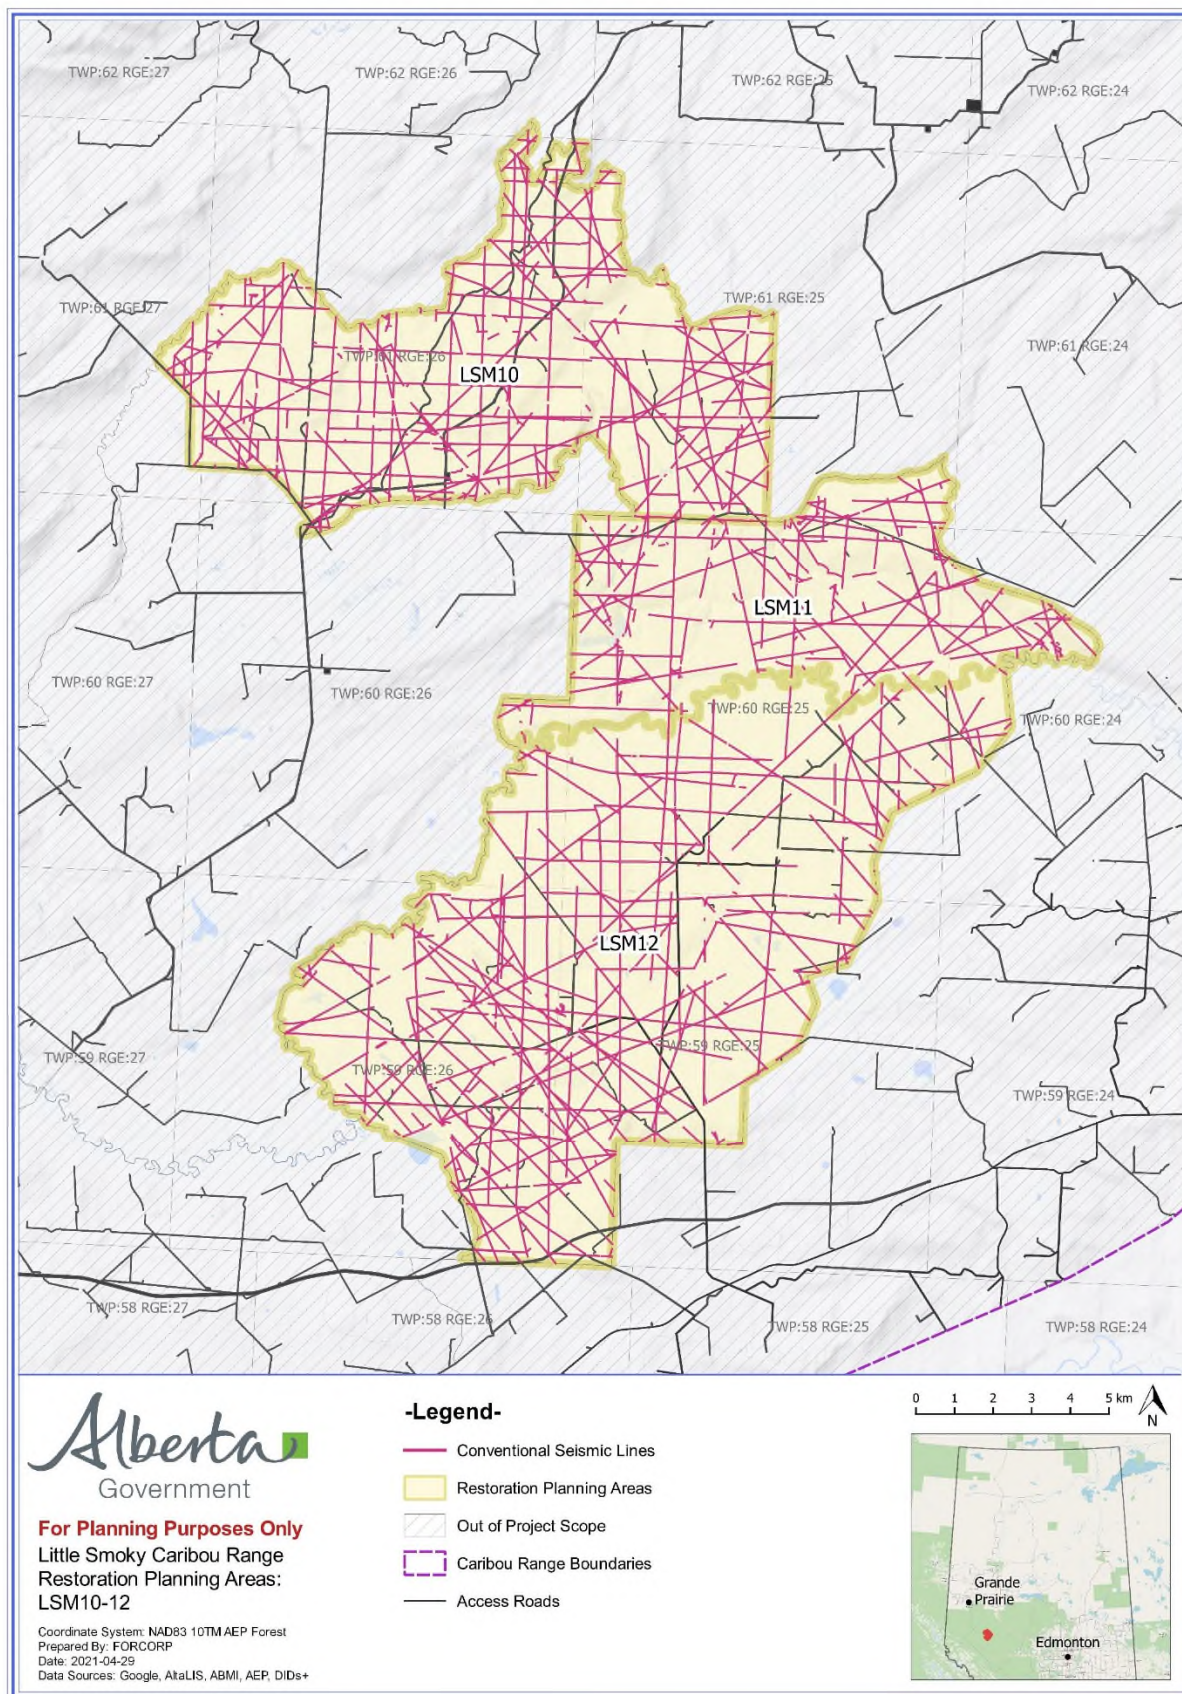 TWP:62 RGE:27
TWP:62 RGE:26
TWP:62 RGE:25
TWP:62 RGE:24
TWP:61 RGE:27
TWP:61 RGE:25
TWP:61 RGE:24
TWP:61 RGE:26
LSM10
LSM11
TWP:60 RGE:27
TWP:60 RGE:26
TWP:60 RGE:25
TWP:60 RGE:24
LSM12
TWP:59 RGE:27
TWP:59 RGE:26
TWP:59 RGE:25
TWP:59 RGE:24
TWP:58 RGE:27
TWP:58 RGE:26
TWP:58 RGE:25
TWP:58 RGE:24
Alberta
Government
For Planning Purposes Only
Little Smoky Caribou Range
Restoration Planning Areas:
LSM10-12
Coordinate System: NAD83 10TM AEP Forest
Prepared By: FORCORP
Date: 2021-04-29
Data Sources: Google, AltaLIS, ABMI, AEP, DIDs+
-Legend-
Conventional Seismic Lines
Restoration Planning Areas
Out of Project Scope
Caribou Range Boundaries
Access Roads
0 1 2 3 4 5 km
N
Grande
Prairie
Edmonton